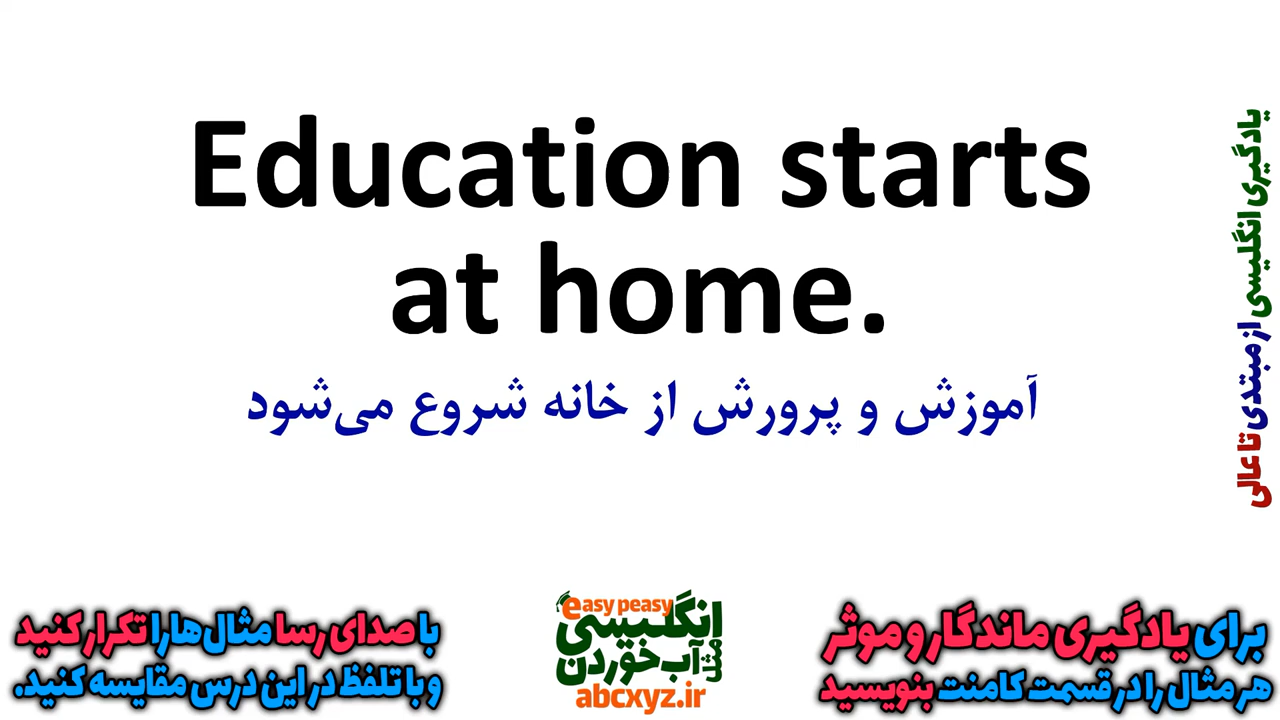 Education starts
at home.
آموزش و پرورش از خانه شروع می‌شود
یادگیری انگلیسی از مبتدی تا عالی
با صدای رسا مثال‌ها را تکرار کنید
و با تلفظ در این درس مقایسه کنید.
easy peasy
انگلیسی
مثل
آب خوردن
abcxyz.ir
برای یادگیری ماندگار و موثر
هر مثال را در قسمت کامنت بنویسید